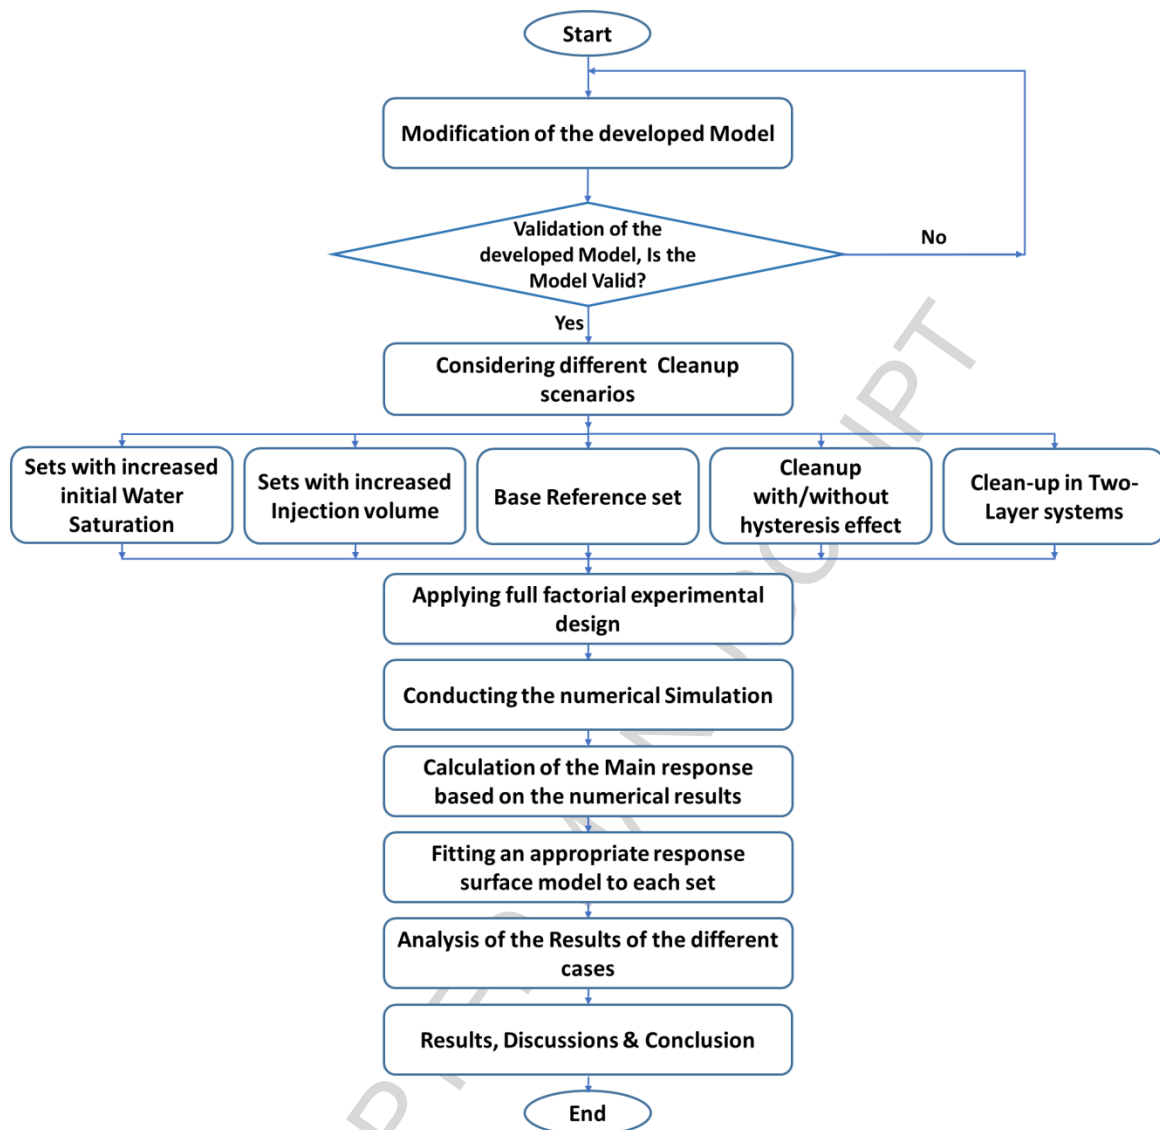 Start
Modification of the developed Model
Validation of the
developed Model, Is the
Model Valid?
No
Yes
Considering different Cleanup
scenarios
Sets with increased
initial Water
Saturation
Sets with increased
Injection volume
Base Reference set
Cleanup
with/without
hysteresis effect
Clean-up in Two-
Layer systems
Applying full factorial experimental
design
Conducting the numerical Simulation
Calculation of the Main response
based on the numerical results
Fitting an appropriate response
surface model to each set
Analysis of the Results of the different
cases
Results, Discussions & Conclusion
End